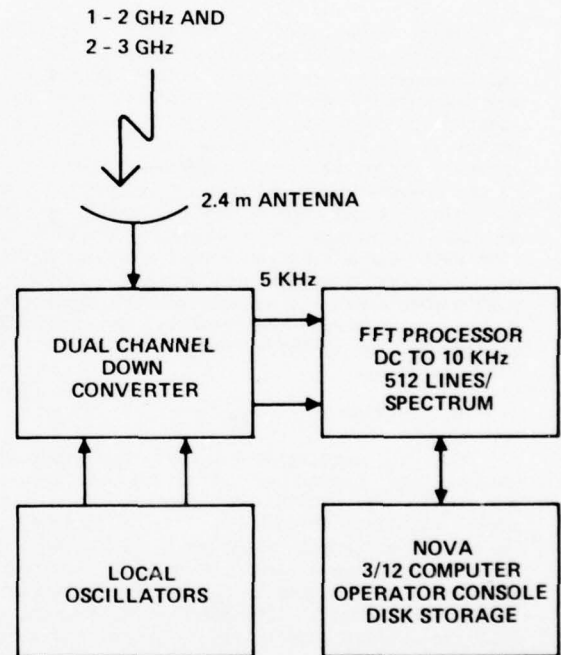 1 - 2 GHz AND
2 - 3 GHz
2.4 m ANTENNA
5 KHz
DUAL CHANNEL
DOWN
CONVERTER
FFT PROCESSOR
DC TO 10 KHz
512 LINES/
SPECTRUM
LOCAL
OSCILLATORS
NOVA
3/12 COMPUTER
OPERATOR CONSOLE
DISK STORAGE